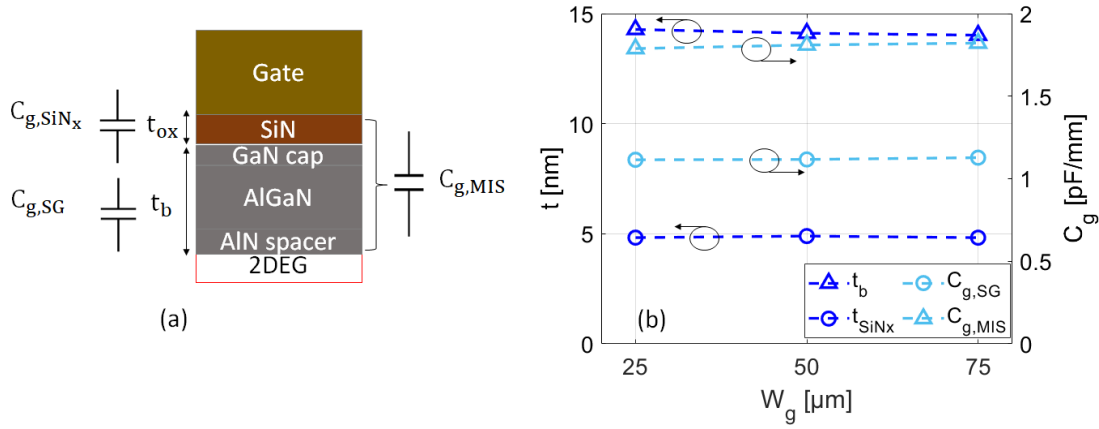 Gate
C_g,SiNx
t_ox
SiN
GaN cap
C_g,SG
t_b
AlGaN
C_g,MIS
AlN spacer
2DEG
(a)
15
10
5
0
t [nm]
2
1.5
1
0.5
0
C_g [pF/mm]
t_b
C_g,SG
t_SiNx
C_g,MIS
(b)
25
50
75
W_g [μm]